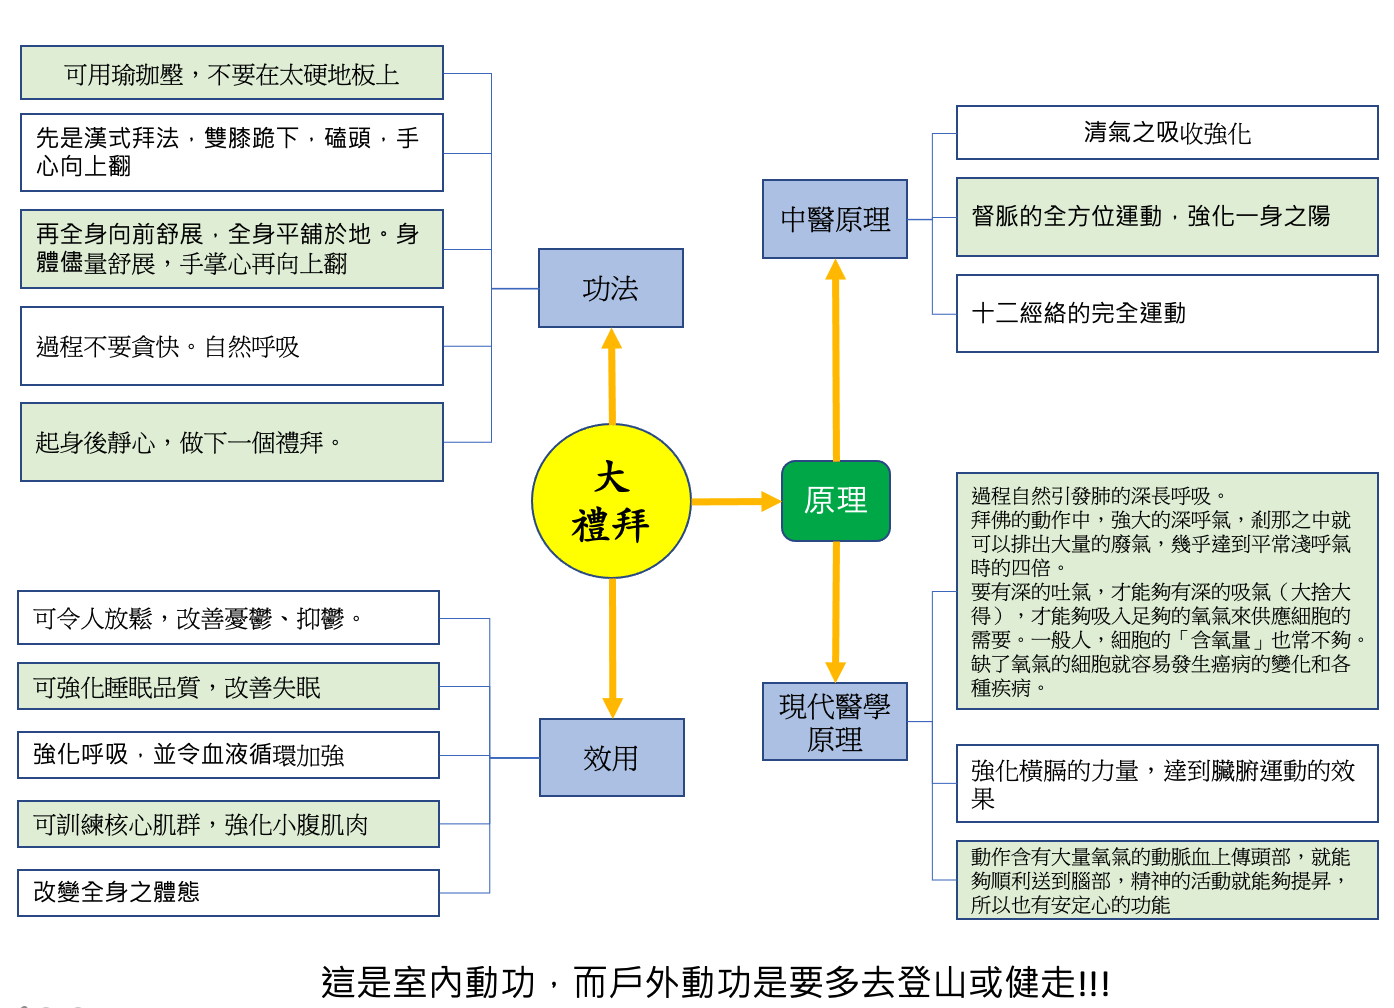 可用瑜珈壂，不要在太硬地板上
先是漢式拜法，雙膝跪下，磕頭，手
心向上翻
再全身向前舒展，全身平舖於地。身
體儘量舒展，手掌心再向上翻
過程不要貪快。自然呼吸
起身後靜心，做下一個禮拜。
功法
大
禮拜
原理
中醫原理
清氣之吸收強化
督脈的全方位運動，強化一身之陽
十二經絡的完全運動
現代醫學
原理
過程自然引發肺的深長呼吸。
拜佛的動作中，強大的深呼氣，剎那之中就
可以排出大量的廢氣，幾乎達到平常淺呼氣
時的四倍。
要有深的吐氣，才能夠有深的吸氣（大捨大
得），才能夠吸入足夠的氧氣來供應細胞的
需要。一般人，細胞的「含氧量」也常不夠。
缺了氧氣的細胞就容易發生癌病的變化和各
種疾病。
強化橫膈的力量，達到臟腑運動的效
果
動作含有大量氧氣的動脈血上傳頭部，就能
夠順利送到腦部，精神的活動就能夠提昇，
所以也有安定心的功能
效用
可令人放鬆，改善憂鬱、抑鬱。
可強化睡眠品質，改善失眠
強化呼吸，並令血液循環加強
可訓練核心肌群，強化小腹肌肉
改變全身之體態
這是室內動功，而戶外動功是要多去登山或健走!!!